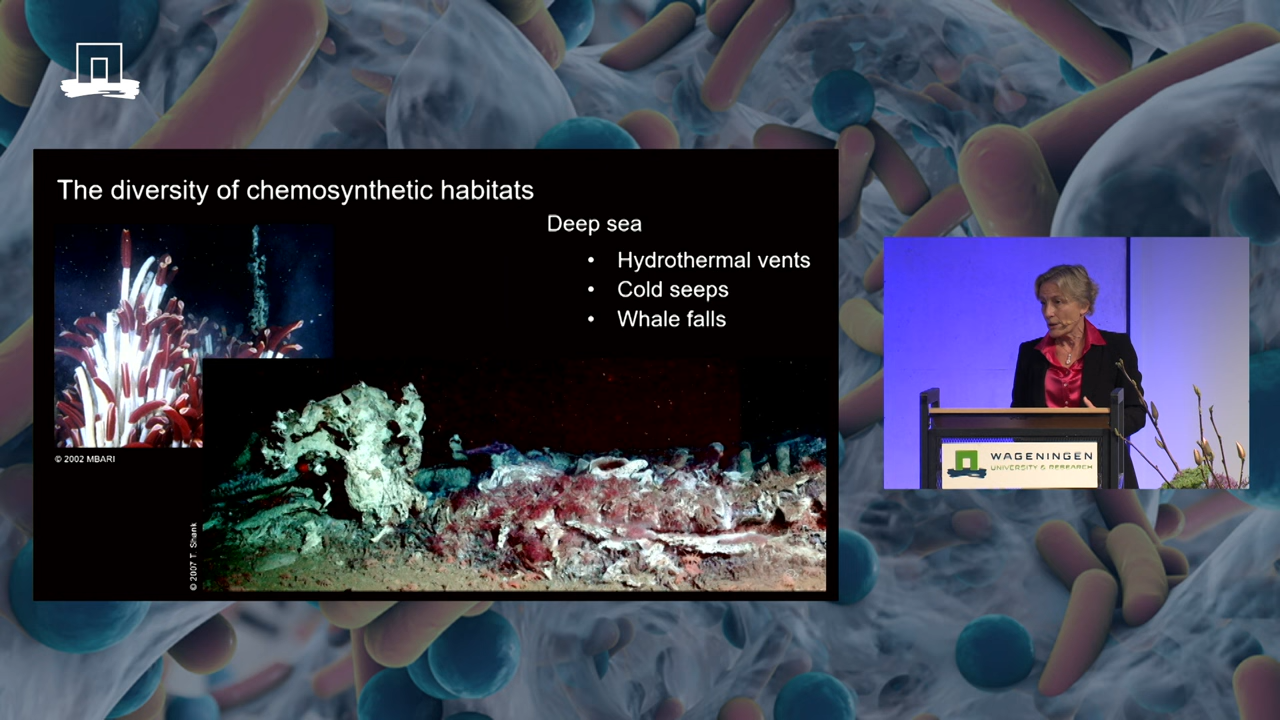 The diversity of chemosynthetic habitats
Deep sea
• Hydrothermal vents
• Cold seeps
• Whale falls
© 2002 MBARI
© 2007 T. Shank
WAGENINGEN
UNIVERSITY & RESEARCH